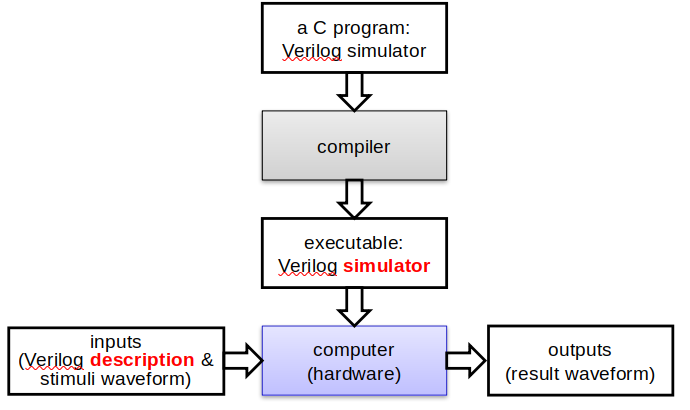 a C program:
Verilog simulator
compiler
executable:
Verilog simulator
inputs
(Verilog description &
stimuli waveform)
computer
(hardware)
outputs
(result waveform)